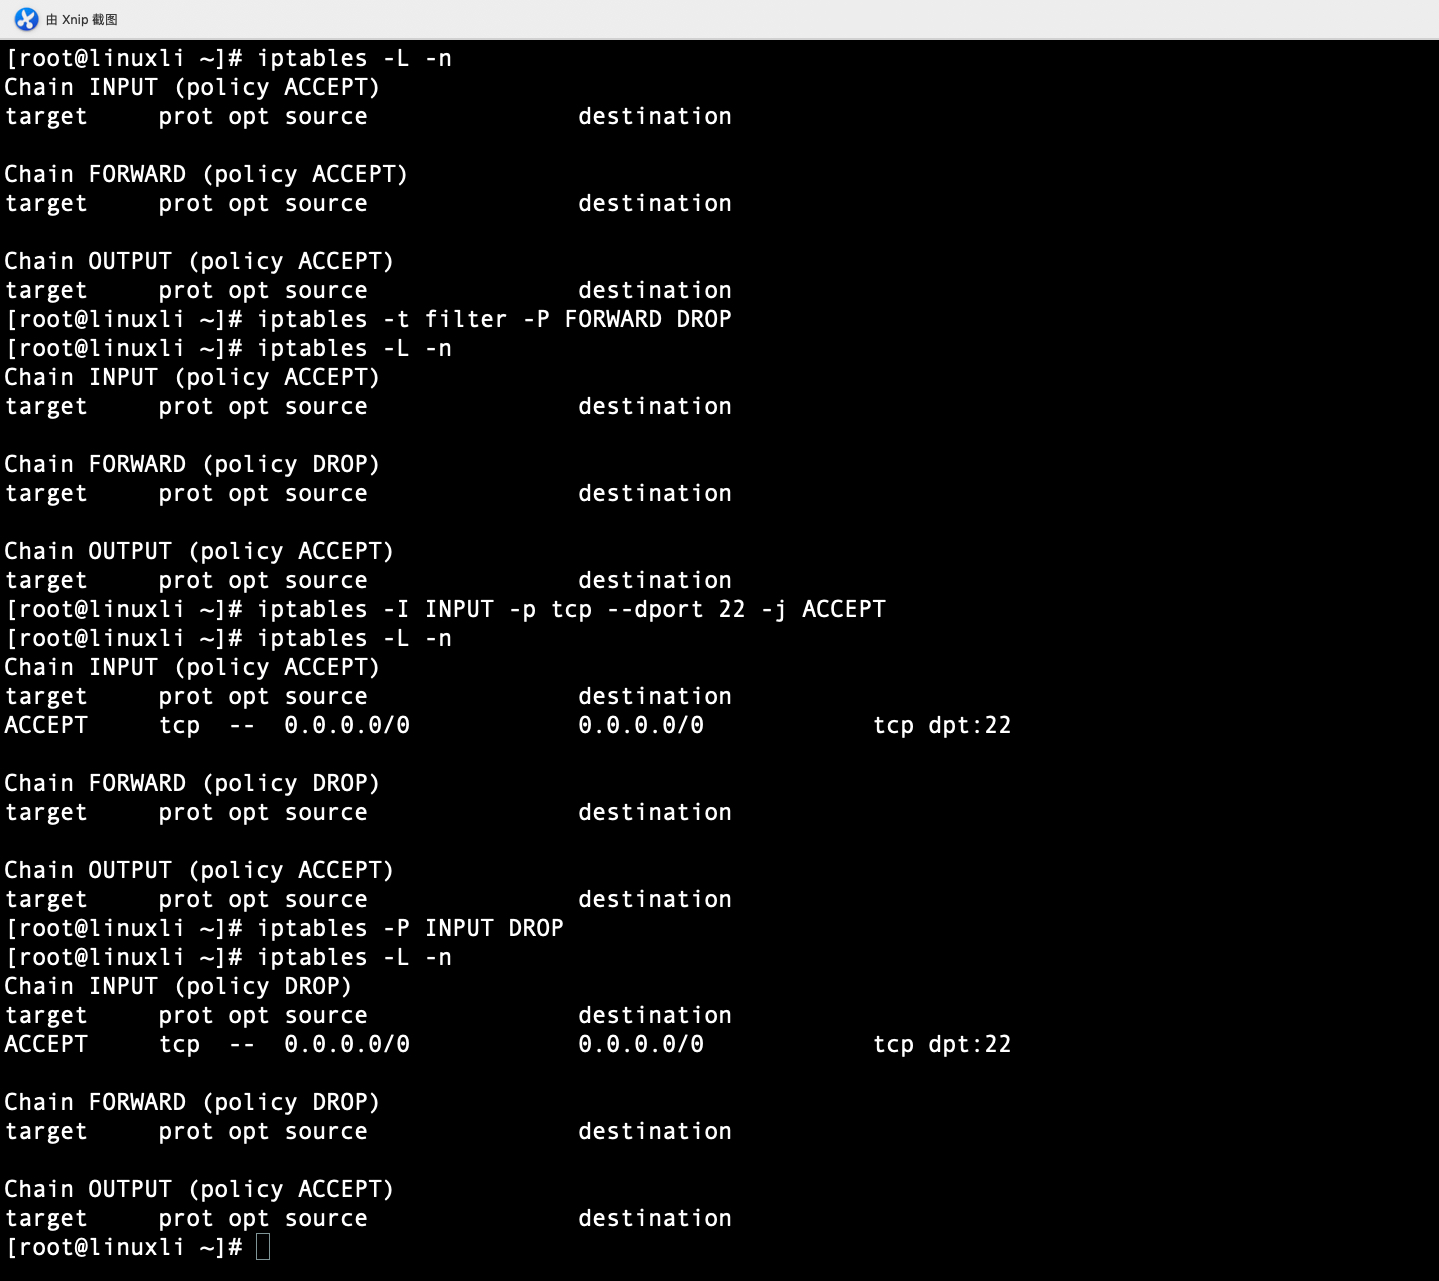 由 Xnip 截图
[root@linuxli ~]# iptables -L -n
Chain INPUT (policy ACCEPT)
target     prot opt source               destination
Chain FORWARD (policy ACCEPT)
target     prot opt source               destination
Chain OUTPUT (policy ACCEPT)
target     prot opt source               destination
[root@linuxli ~]# iptables -t filter -P FORWARD DROP
[root@linuxli ~]# iptables -L -n
Chain INPUT (policy ACCEPT)
target     prot opt source               destination
Chain FORWARD (policy DROP)
target     prot opt source               destination
Chain OUTPUT (policy ACCEPT)
target     prot opt source               destination
[root@linuxli ~]# iptables -I INPUT -p tcp --dport 22 -j ACCEPT
[root@linuxli ~]# iptables -L -n
Chain INPUT (policy ACCEPT)
target     prot opt source               destination
ACCEPT     tcp  --  0.0.0.0/0            0.0.0.0/0            tcp dpt:22
Chain FORWARD (policy DROP)
target     prot opt source               destination
Chain OUTPUT (policy ACCEPT)
target     prot opt source               destination
[root@linuxli ~]# iptables -P INPUT DROP
[root@linuxli ~]# iptables -L -n
Chain INPUT (policy DROP)
target     prot opt source               destination
ACCEPT     tcp  --  0.0.0.0/0            0.0.0.0/0            tcp dpt:22
Chain FORWARD (policy DROP)
target     prot opt source               destination
Chain OUTPUT (policy ACCEPT)
target     prot opt source               destination
[root@linuxli ~]#